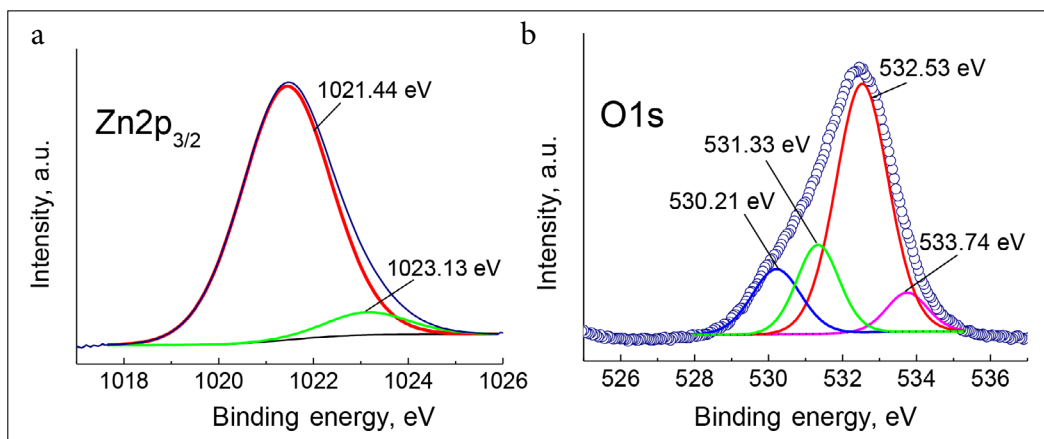 a
Zn2p3/2
1021.44 eV
1023.13 eV
Intensity, a.u.
1018 1020 1022 1024 1026
Binding energy, eV
b
O1s
532.53 eV
531.33 eV
530.21 eV
533.74 eV
Intensity, a.u.
526 528 530 532 534 536
Binding energy, eV